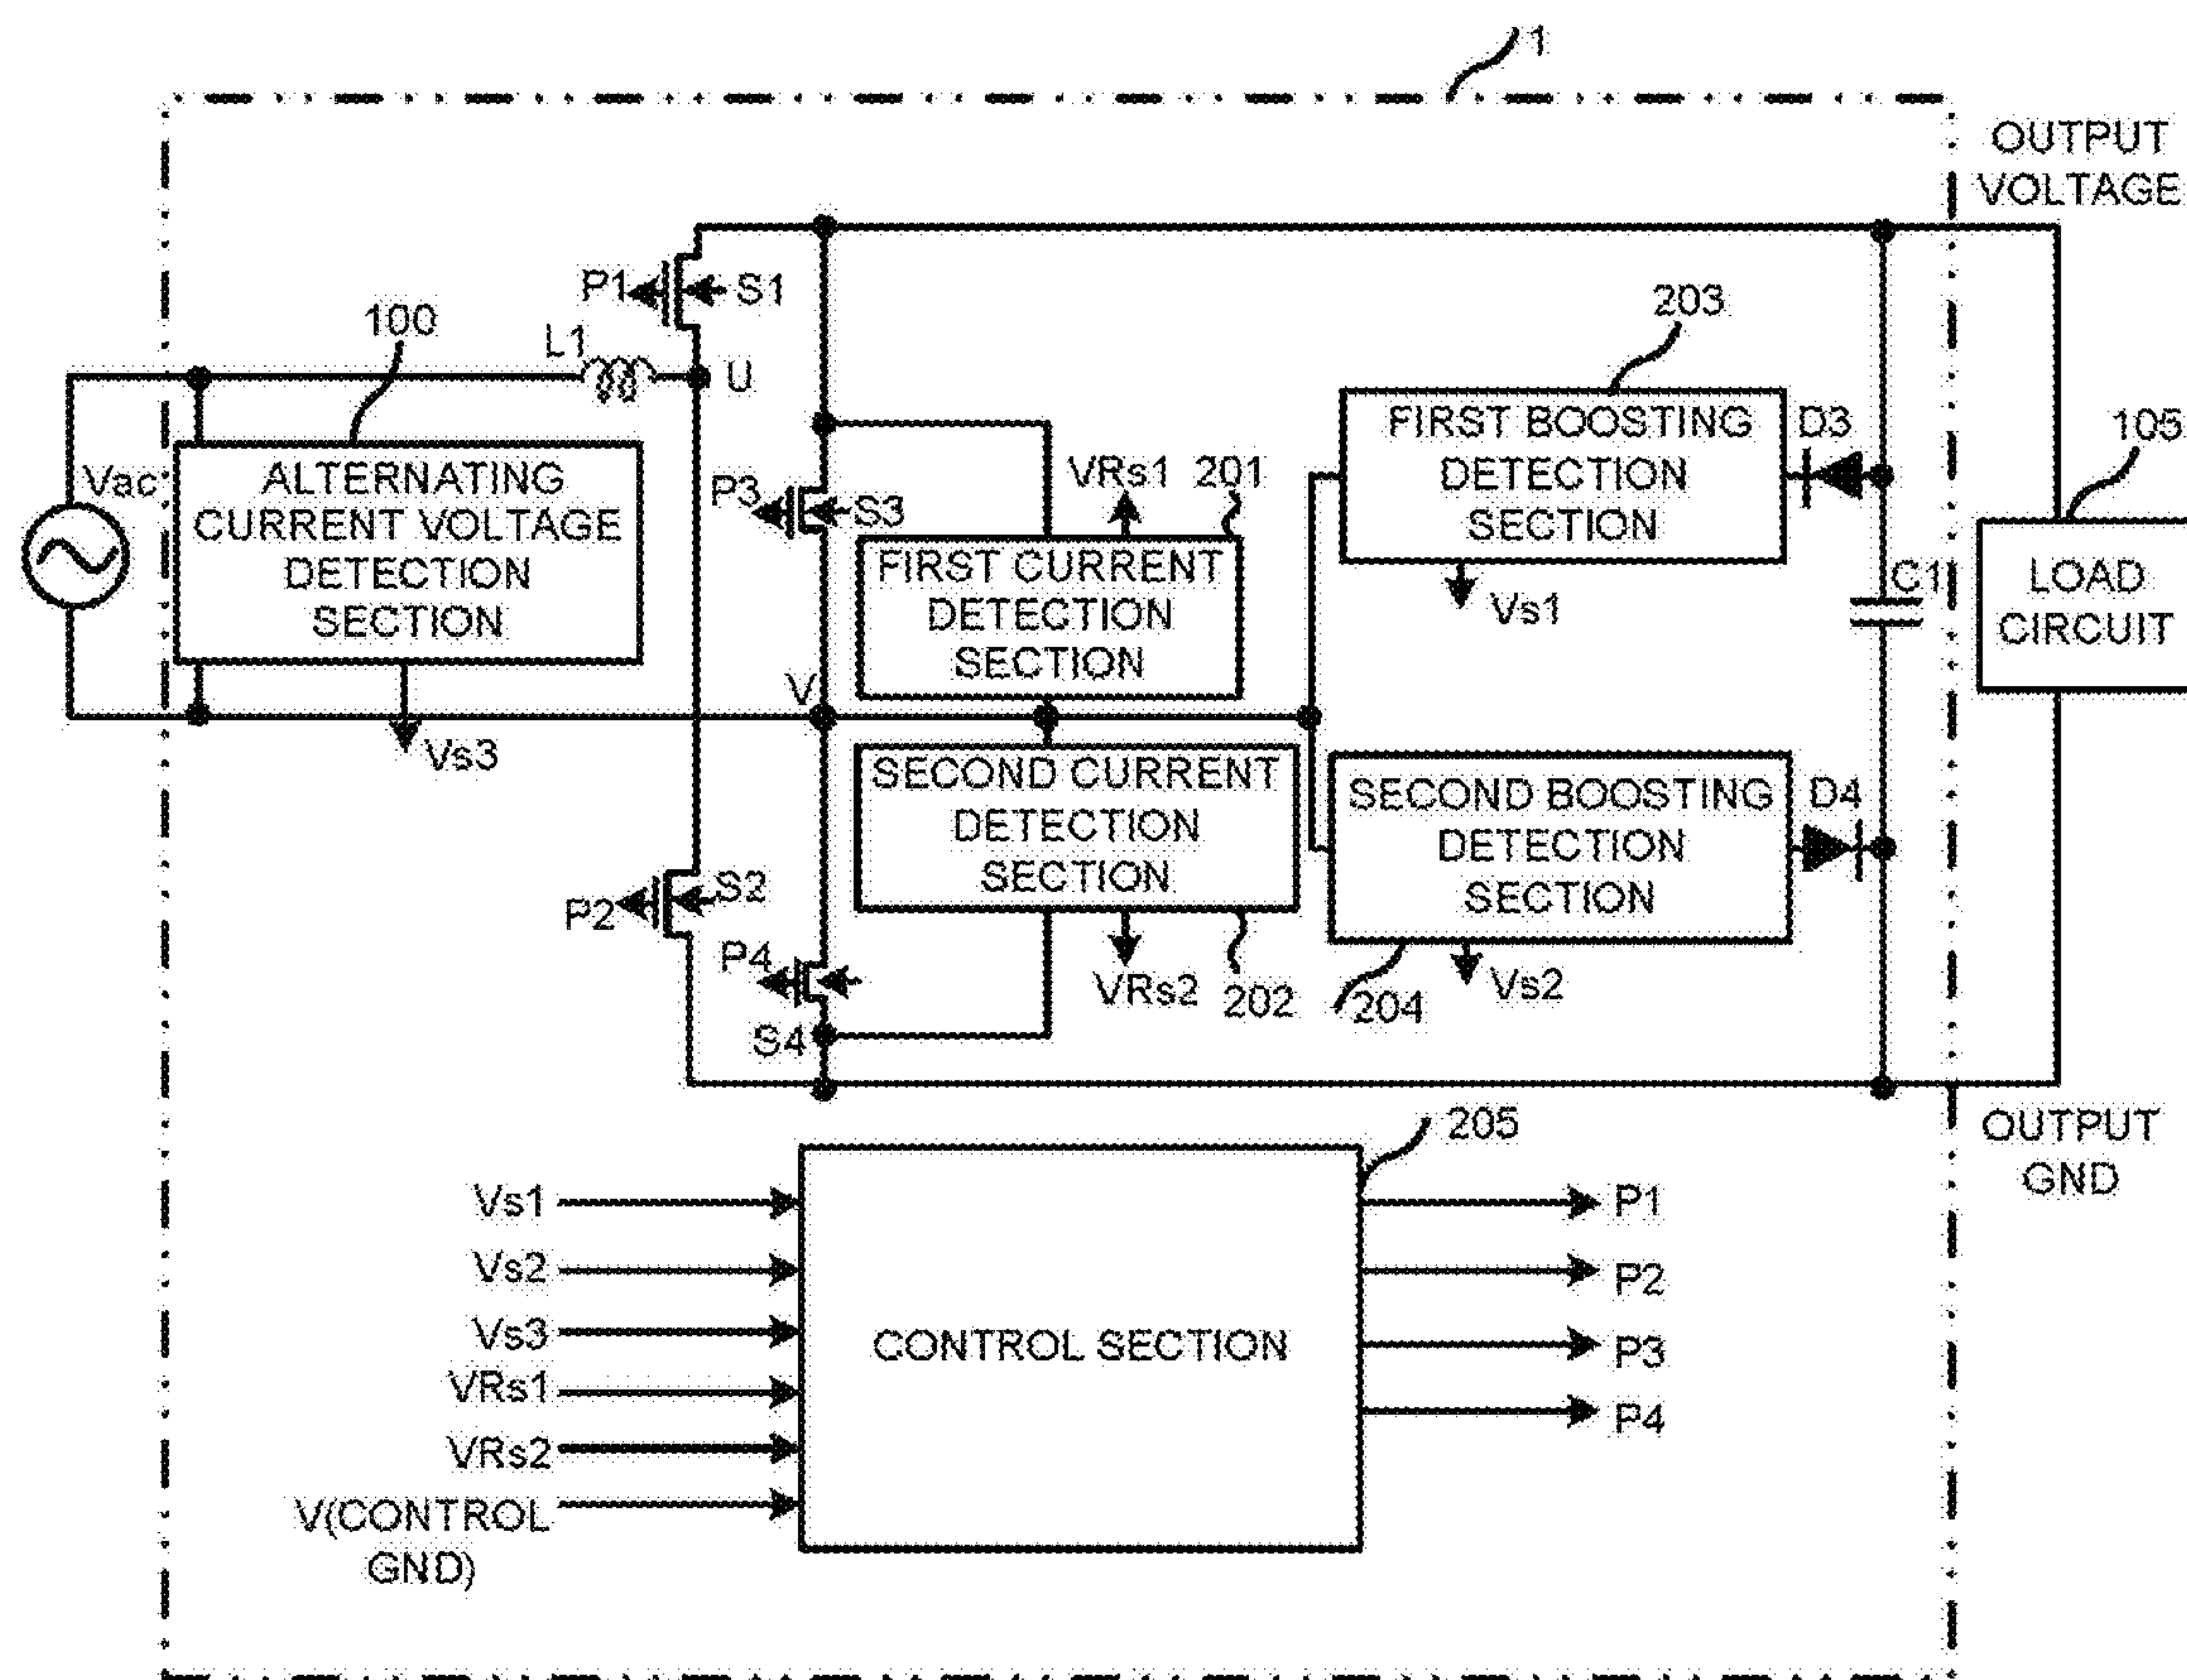 1
OUTPUT
VOLTAGE
P1
S1
100
L1
U
203
Vac
ALTERNATING
CURRENT VOLTAGE
DETECTION
SECTION
P3
S3
VRs1
201
FIRST BOOSTING
DETECTION
SECTION
D3
105
FIRST CURRENT
DETECTION
SECTION
Vs1
C1
LOAD
CIRCUIT
V
Vs3
SECOND CURRENT
DETECTION
SECTION
SECOND BOOSTING
DETECTION
SECTION
D4
P2
S2
P4
S4
VRs2
202
204
Vs2
OUTPUT
GND
205
Vs1
Vs2
Vs3
VRs1
VRs2
V(CONTROL
GND)
CONTROL SECTION
P1
P2
P3
P4